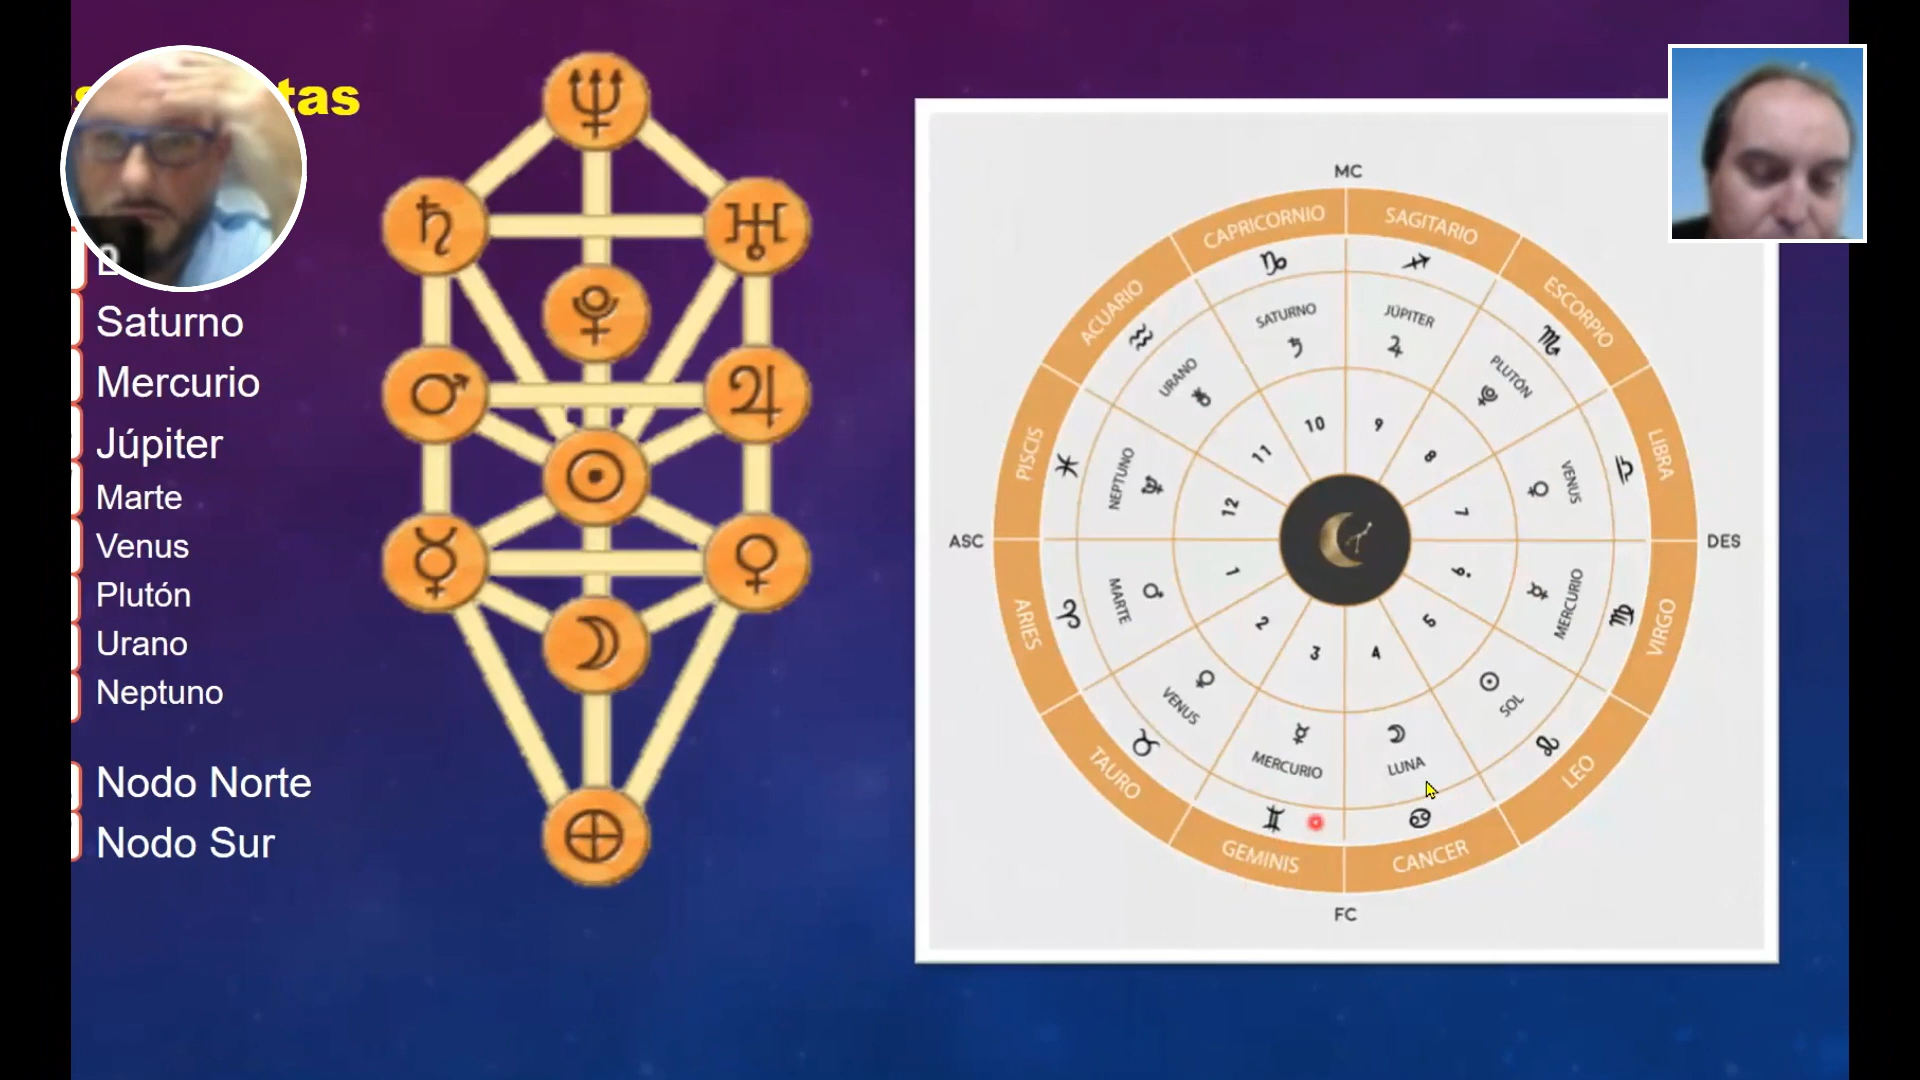 tas
Saturno
Mercurio
Júpiter
Marte
Venus
Plutón
Urano
Neptuno
Nodo Norte
Nodo Sur
MC
CAPRICORNIO
SAGITARIO
ACUARIO
ESCORPIO
SATURNO
JÚPITER
URANO
PLUTÓN
PISCIS
LIBRA
NEPTUNO
VENUS
10
9
11
8
12
7
ASC
DES
1
6.
2
5
3
4
MARTE
MERCURIO
ARIES
VIRGO
VENUS
SOL
MERCURIO
LUNA
TAURO
LEO
GEMINIS
CANCER
FC